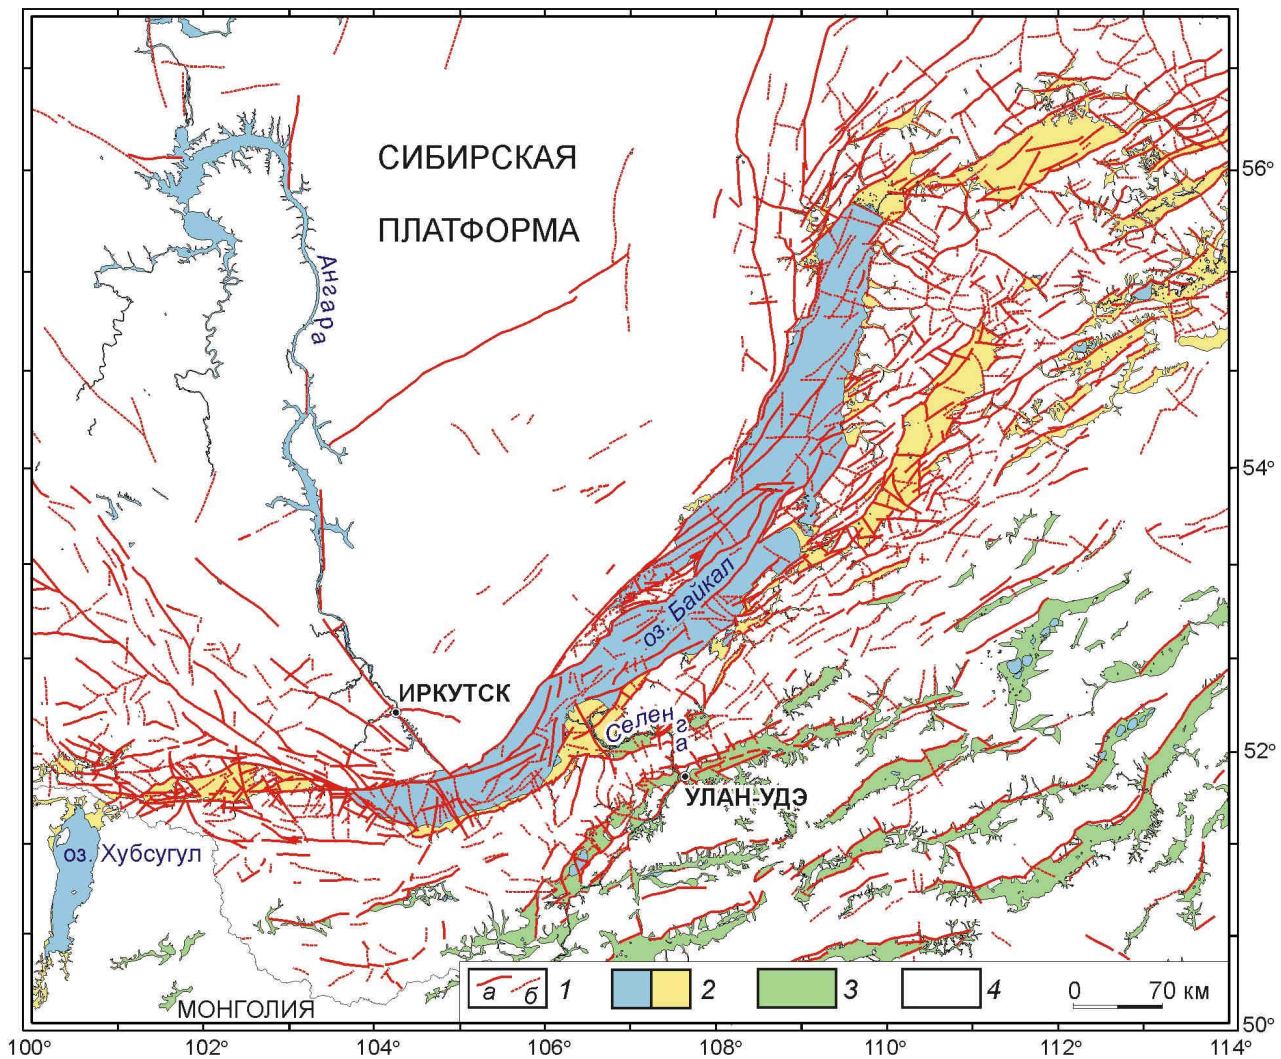 СИБИРСКАЯ
ПЛАТФОРМА
Ангара
56°
54°
оз. Байкал
ИРКУТСК
Селенга
52°
УЛАН-УДЭ
оз. Хубсугул
МОНГОЛИЯ
а б 1
2
3
4
0 70 км
50°
100° 102° 104° 106° 108° 110° 112° 114°